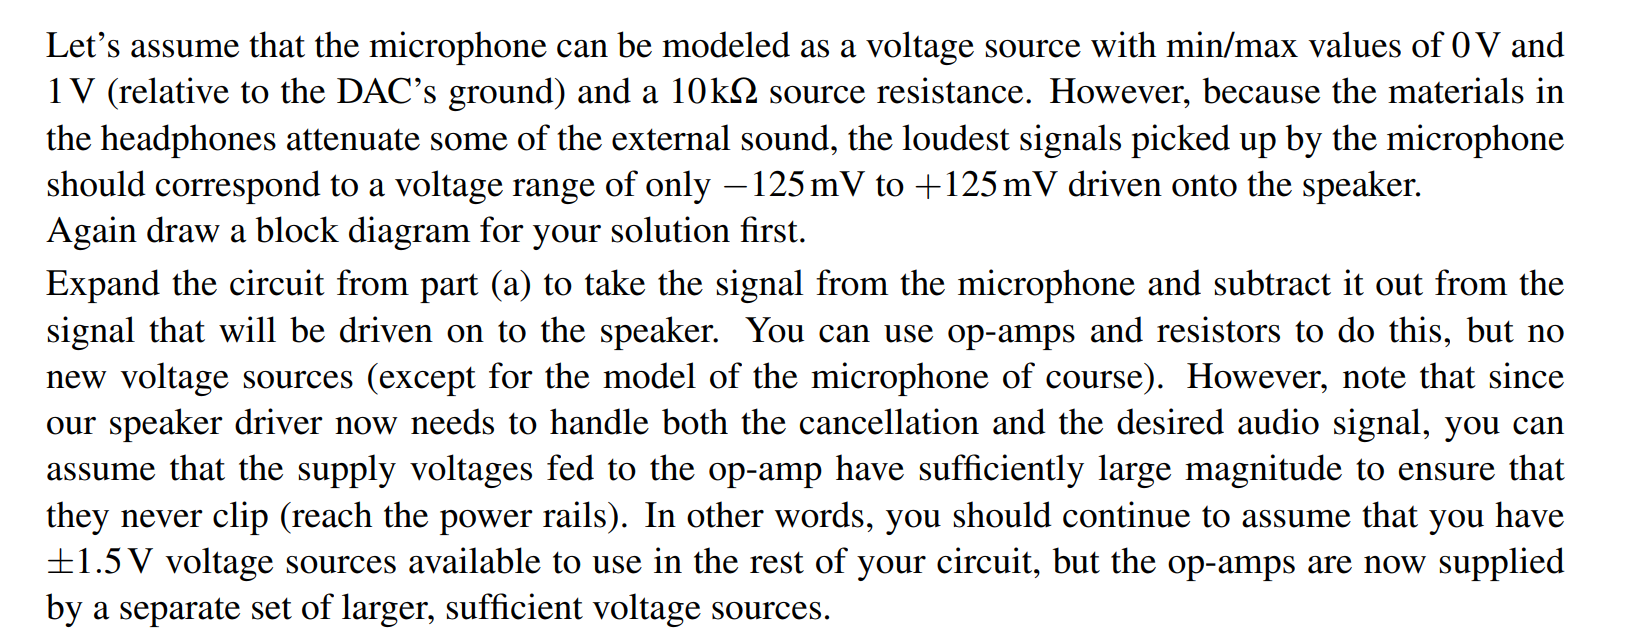 Let’s assume that the microphone can be modeled as a voltage source with min/max values of 0 V and
1 V (relative to the DAC’s ground) and a 10 kΩ source resistance. However, because the materials in
the headphones attenuate some of the external sound, the loudest signals picked up by the microphone
should correspond to a voltage range of only −125 mV to +125 mV driven onto the speaker.
Again draw a block diagram for your solution first.
Expand the circuit from part (a) to take the signal from the microphone and subtract it out from the
signal that will be driven on to the speaker. You can use op-amps and resistors to do this, but no
new voltage sources (except for the model of the microphone of course). However, note that since
our speaker driver now needs to handle both the cancellation and the desired audio signal, you can
assume that the supply voltages fed to the op-amp have sufficiently large magnitude to ensure that
they never clip (reach the power rails). In other words, you should continue to assume that you have
±1.5 V voltage sources available to use in the rest of your circuit, but the op-amps are now supplied
by a separate set of larger, sufficient voltage sources.